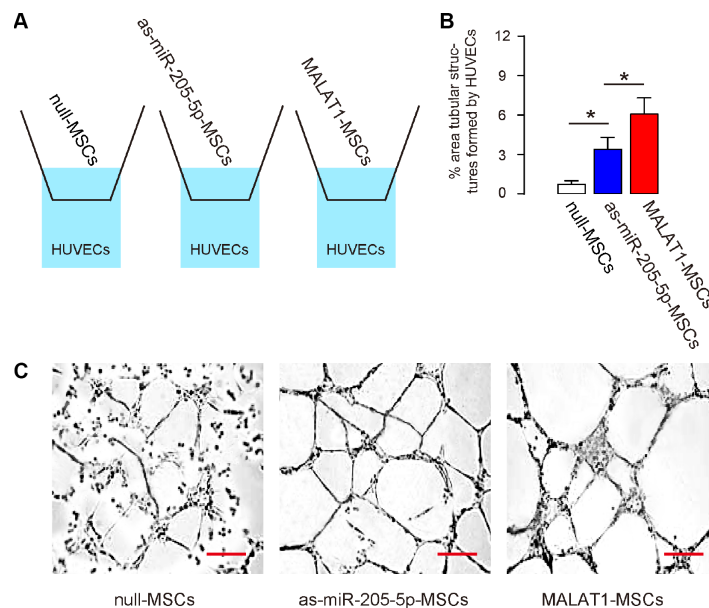 A
null-MSCs
as-miR-205-5p-MSCs
MALAT1-MSCs
HUVECs
HUVECs
HUVECs
B
% area tubular struc-
tures formed by HUVECs
12
9
6
3
0
*
*
null-MSCs
as-miR-205-5p-MSCs
MALAT1-MSCs
C
null-MSCs
as-miR-205-5p-MSCs
MALAT1-MSCs